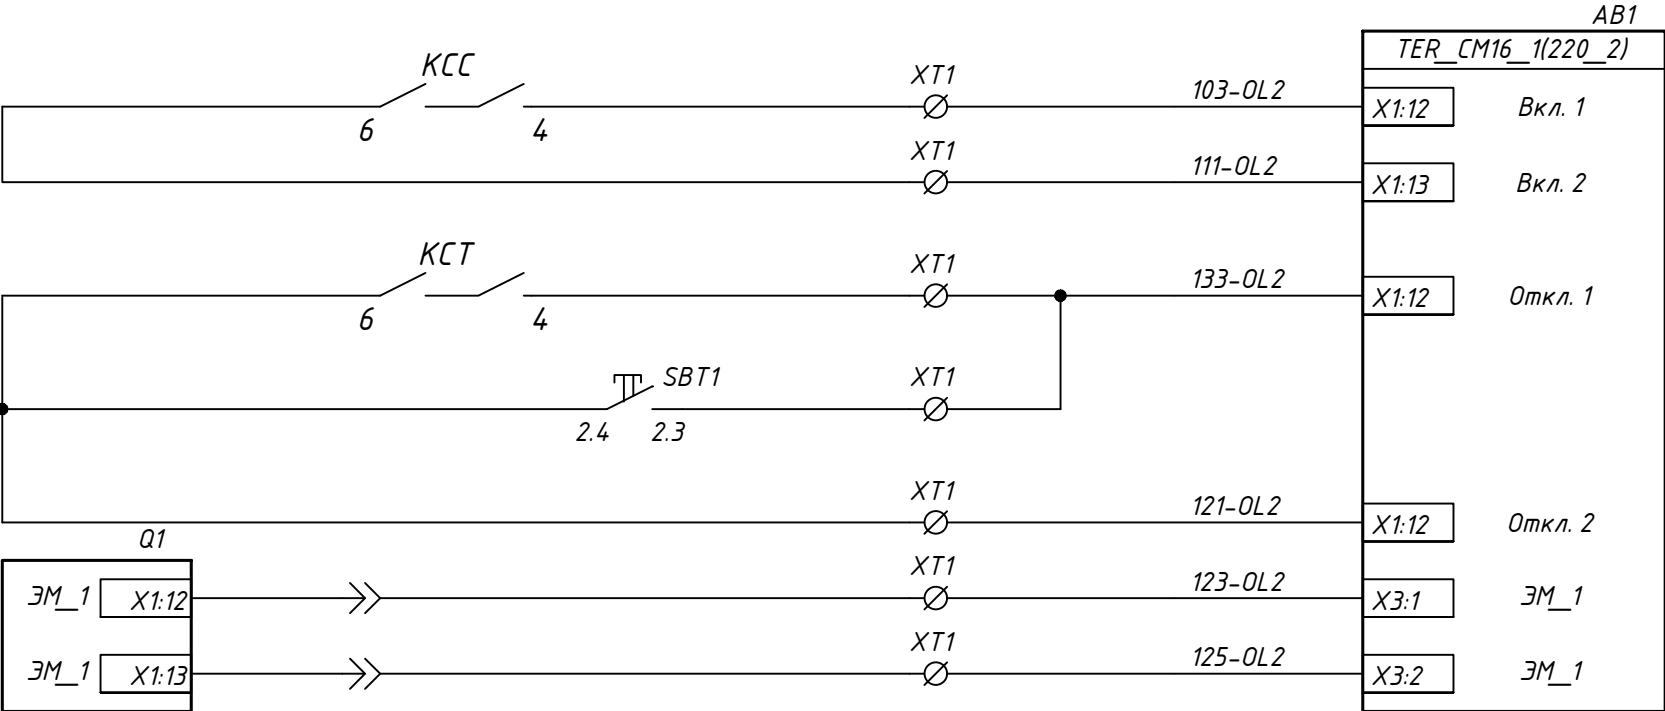 AB1
TER_CM16_1(220_2)
KCC
6
4
XT1
103-OL2
X1:12
Вкл. 1
XT1
111-OL2
X1:13
Вкл. 2
KCT
6
4
XT1
133-OL2
X1:12
Откл. 1
SBT1
2.4
2.3
XT1
XT1
121-OL2
X1:12
Откл. 2
Q1
ЭМ_1
X1:12
XT1
123-OL2
X3:1
ЭМ_1
ЭМ_1
X1:13
XT1
125-OL2
X3:2
ЭМ_1